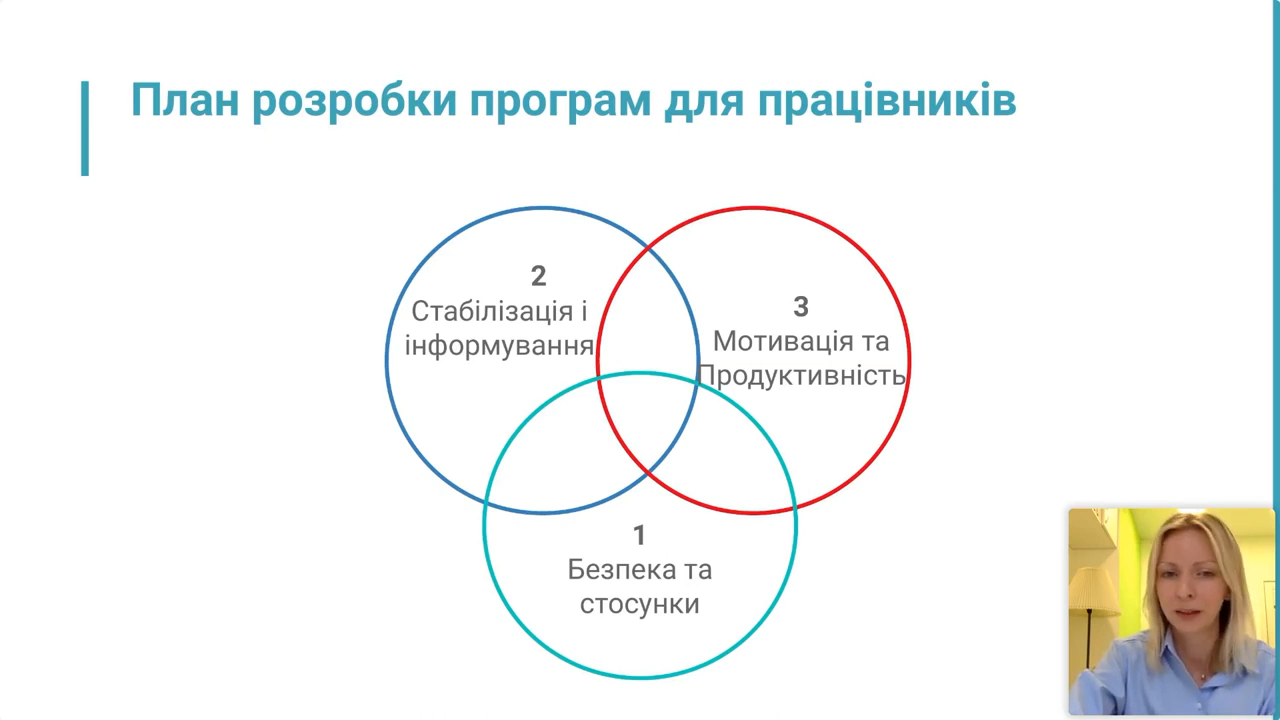 План розробки програм для працівників
2
Стабілізація і
інформування
3
Мотивація та
Продуктивність
1
Безпека та
стосунки